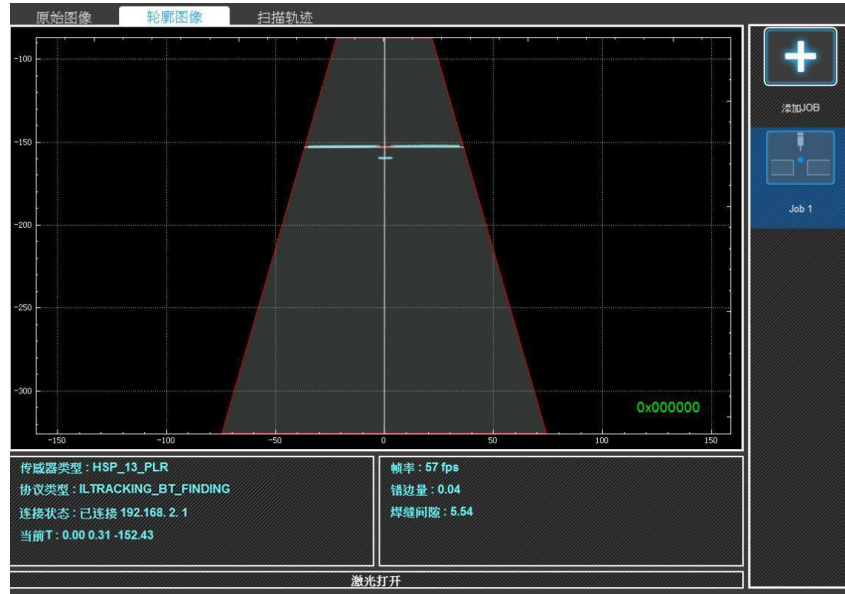 原始图像 轮廓图像 扫描轨迹
添加JOB
Job 1
-100
-150
-200
-250
-300
-150 -100 -50 0 50 100 150
0x000000
传感器类型 : HSP_13_PLR
协议类型 : ILTRACKING_BT_FINDING
连接状态 : 已连接 192.168. 2. 1
当前T : 0.00 0.31 -152.43
帧率 : 57 fps
错边量 : 0.04
焊缝间隙 : 5.54
激光打开